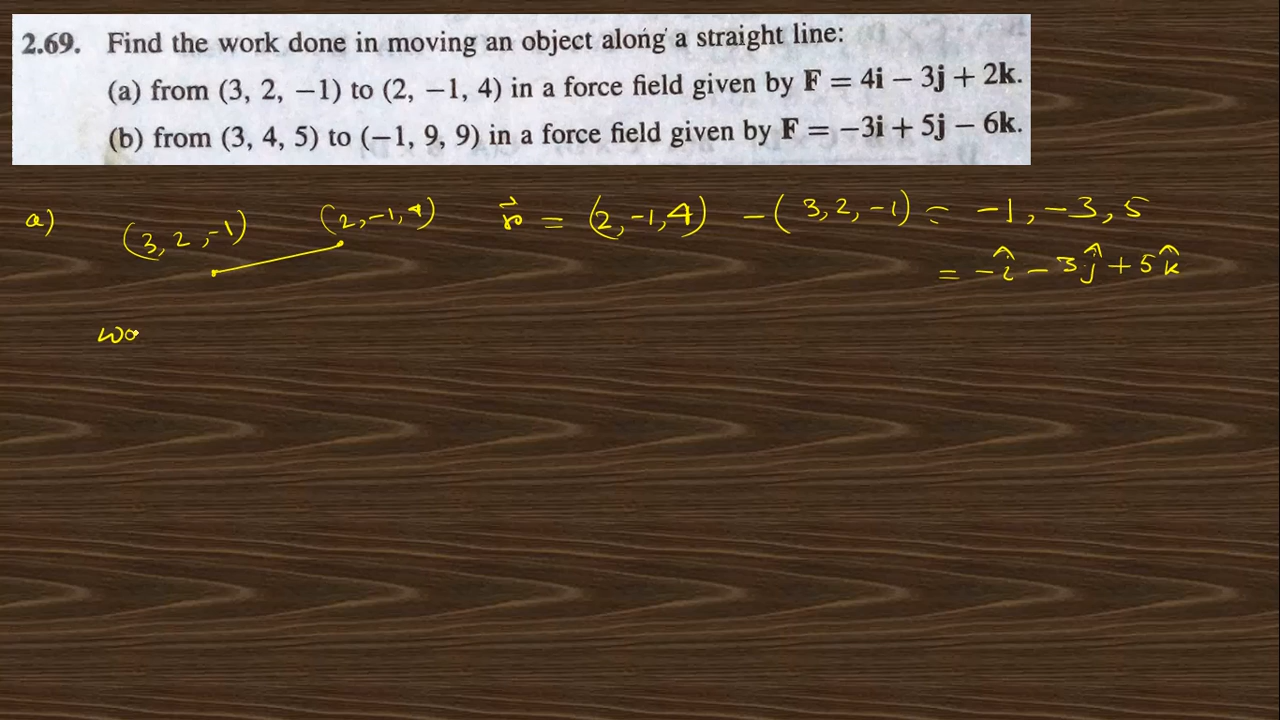 2.69. Find the work done in moving an object along a straight line:
(a) from (3, 2, −1) to (2, −1, 4) in a force field given by F = 4i − 3j + 2k.
(b) from (3, 4, 5) to (−1, 9, 9) in a force field given by F = −3i + 5j − 6k.
a) (3, 2, -1) (2, -1, 4) r⃗ = (2, -1, 4) - (3, 2, -1) = -1, -3, 5
= -î - 3ĵ + 5k̂
wo